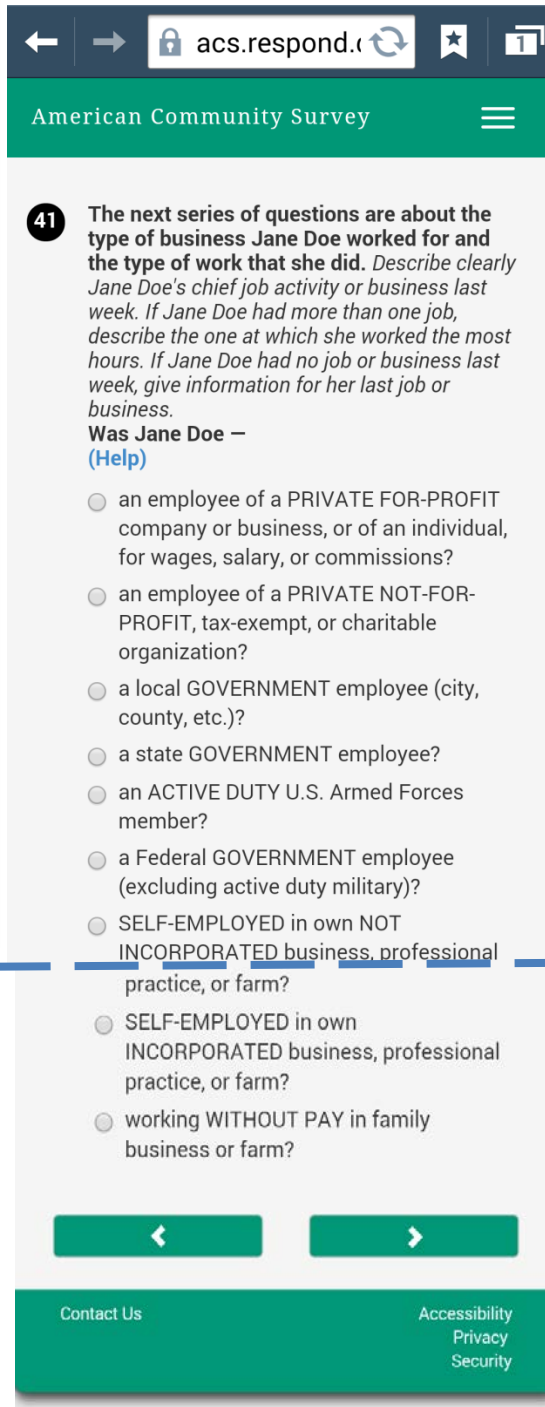 acs.respond.
1
American Community Survey
41
The next series of questions are about the
type of business Jane Doe worked for and
the type of work that she did. Describe clearly
Jane Doe's chief job activity or business last
week. If Jane Doe had more than one job,
describe the one at which she worked the most
hours. If Jane Doe had no job or business last
week, give information for her last job or
business.
Was Jane Doe —
(Help)
an employee of a PRIVATE FOR-PROFIT
company or business, or of an individual,
for wages, salary, or commissions?
an employee of a PRIVATE NOT-FOR-
PROFIT, tax-exempt, or charitable
organization?
a local GOVERNMENT employee (city,
county, etc.)?
a state GOVERNMENT employee?
an ACTIVE DUTY U.S. Armed Forces
member?
a Federal GOVERNMENT employee
(excluding active duty military)?
SELF-EMPLOYED in own NOT
INCORPORATED business, professional
practice, or farm?
SELF-EMPLOYED in own
INCORPORATED business, professional
practice, or farm?
working WITHOUT PAY in family
business or farm?
Contact Us
Accessibility
Privacy
Security